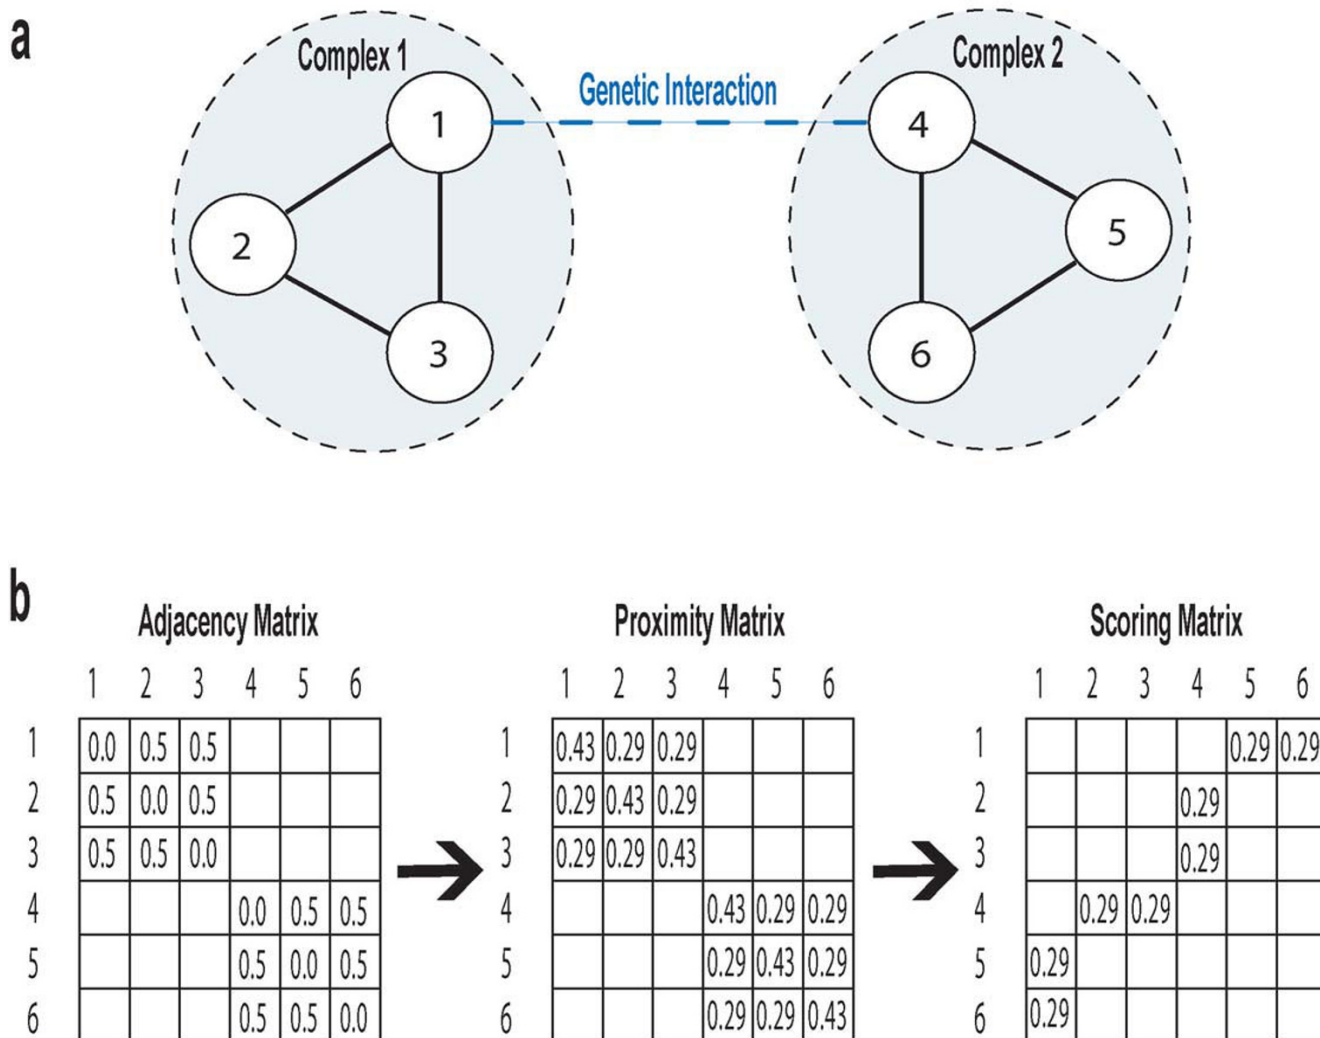 a
Complex 1
Complex 2
Genetic Interaction
1
4
2
5
3
6
b
Adjacency Matrix
Proximity Matrix
Scoring Matrix
1 2 3 4 5 6
1 2 3 4 5 6
1 2 3 4 5 6
1 0.0 0.5 0.5
1 0.43 0.29 0.29
1 0.29 0.29
2 0.5 0.0 0.5
2 0.29 0.43 0.29
2 0.29
3 0.5 0.5 0.0
3 0.29 0.29 0.43
3 0.29
4 0.0 0.5 0.5
4 0.43 0.29 0.29
4 0.29 0.29
5 0.5 0.0 0.5
5 0.29 0.43 0.29
5 0.29
6 0.5 0.5 0.0
6 0.29 0.29 0.43
6 0.29